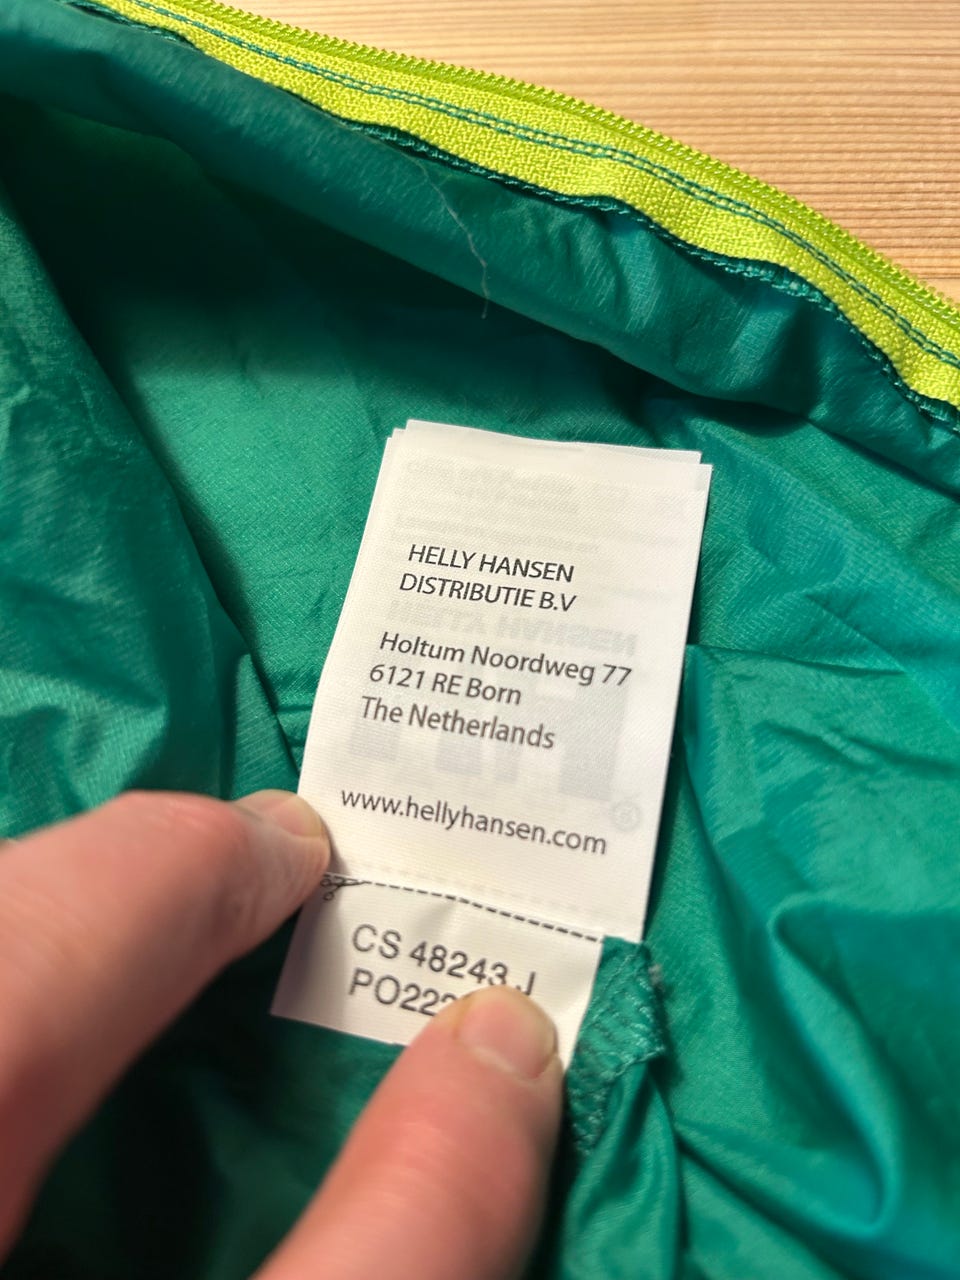 HELLY HANSEN
DISTRIBUTIE B.V
Holtum Noordweg 77
6121 RE Born
The Netherlands
www.hellyhansen.com
CS 48243 J